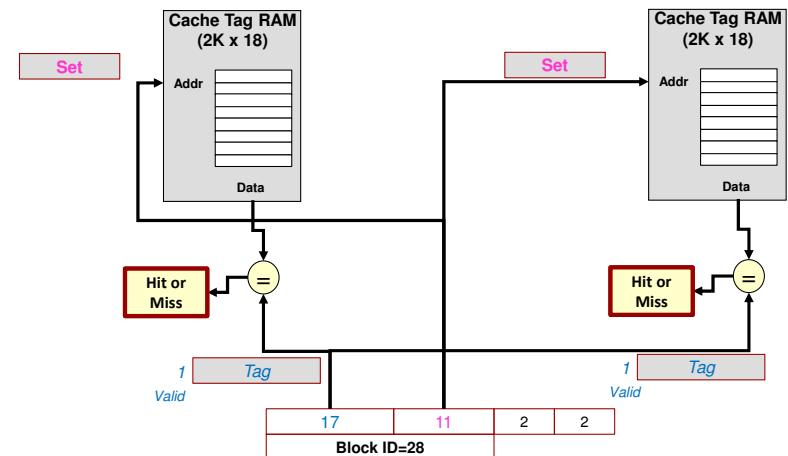 Cache Tag RAM
(2K x 18)
Set
Addr
Data
Hit or
Miss
=
1
Tag
Valid
Cache Tag RAM
(2K x 18)
Set
Addr
Data
Hit or
Miss
=
1
Tag
Valid
17
11
2
2
Block ID=28